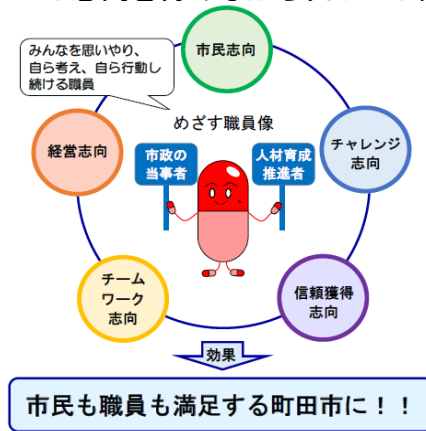 市民志向
みんなを思いやり、
自ら考え、自ら行動し
続ける職員
めざす職員像
経営志向
市政の
当事者
人材育成
推進者
チャレンジ
志向
チーム
ワーク
志向
信頼獲得
志向
効果
市民も職員も満足する町田市に！！